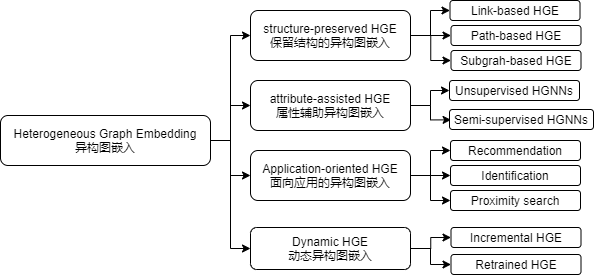 Heterogeneous Graph Embedding
异构图嵌入
structure-preserved HGE
保留结构的异构图嵌入
Link-based HGE
Path-based HGE
Subgrah-based HGE
attribute-assisted HGE
属性辅助异构图嵌入
Unsupervised HGNNs
Semi-supervised HGNNs
Application-oriented HGE
面向应用的异构图嵌入
Recommendation
Identification
Proximity search
Dynamic HGE
动态异构图嵌入
Incremental HGE
Retrained HGE